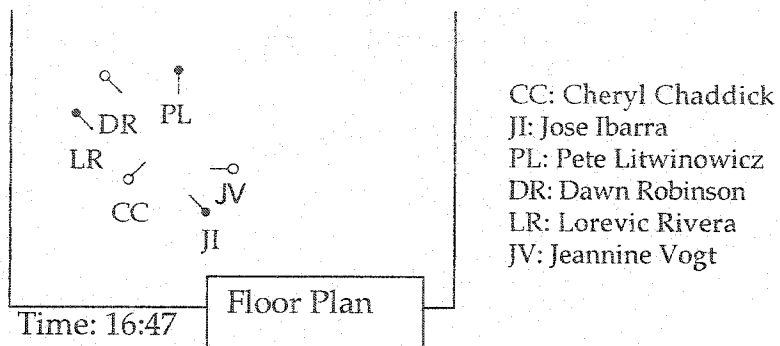 DR
PL
LR
CC
JV
JI
Floor Plan
Time: 16:47
CC: Cheryl Chaddick
JI: Jose Ibarra
PL: Pete Litwinowicz
DR: Dawn Robinson
LR: Lorevic Rivera
JV: Jeannine Vogt